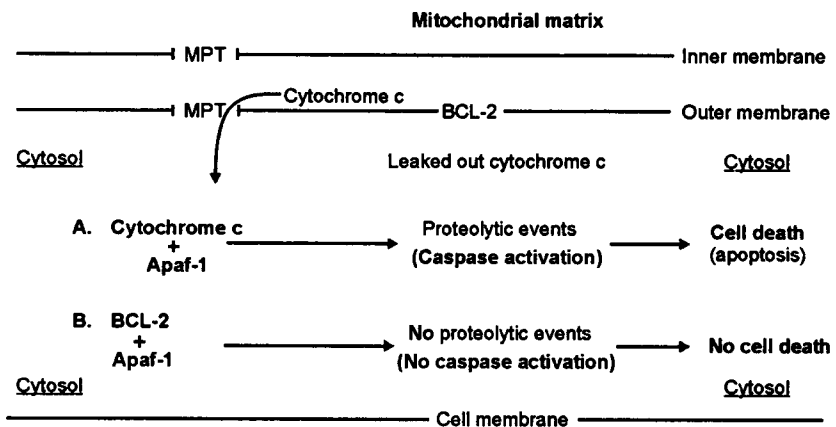 Mitochondrial matrix
MPT Inner membrane
Cytochrome c
MPT BCL-2 Outer membrane
Cytosol Leaked out cytochrome c Cytosol
A. Cytochrome c Proteolytic events Cell death
+ (Caspase activation) (apoptosis)
Apaf-1
B. BCL-2 No proteolytic events
+ (No caspase activation) No cell death
Apaf-1
Cytosol Cytosol
Cell membrane